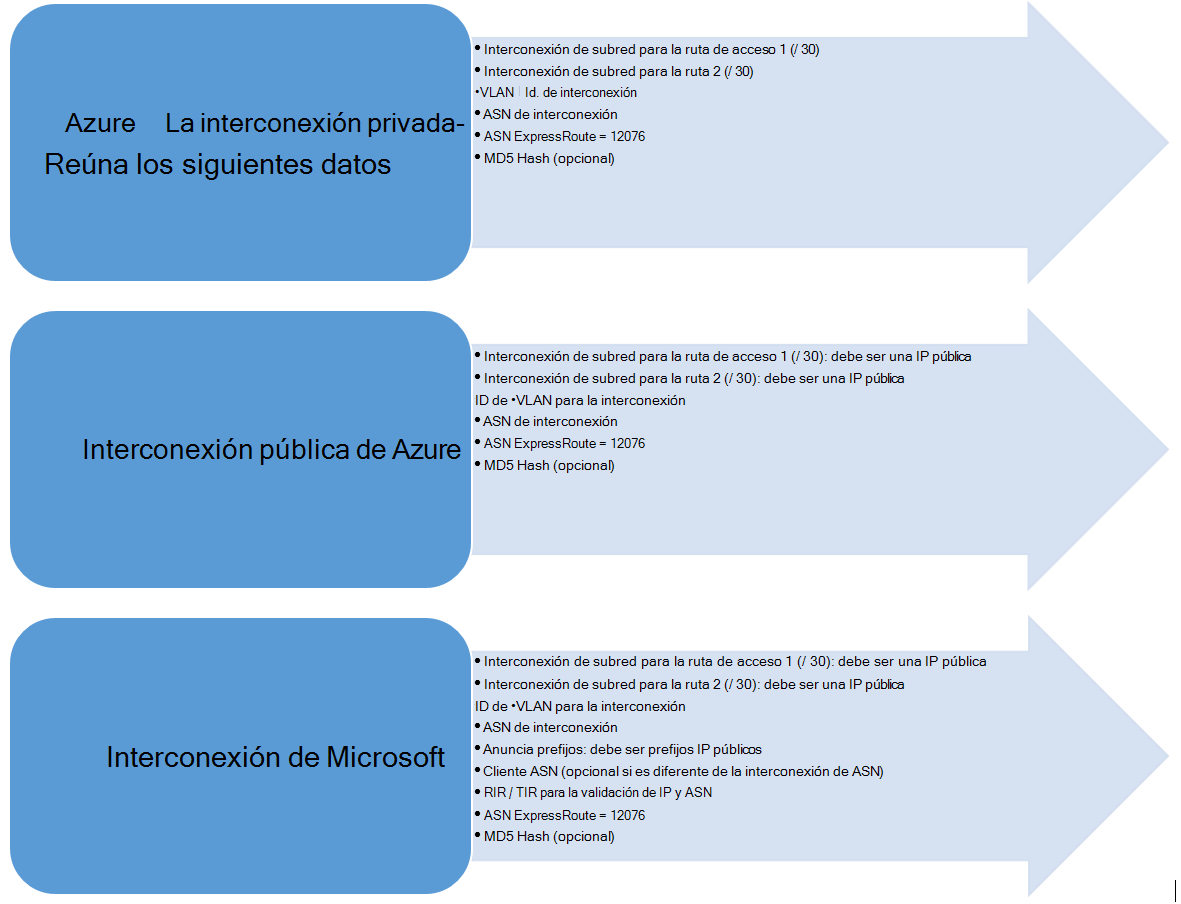 Azure La interconexión privada-
Reúna los siguientes datos
• Interconexión de subred para la ruta de acceso 1 (/ 30)
• Interconexión de subred para la ruta 2 (/ 30)
•VLAN Id. de interconexión
• ASN de interconexión
• ASN ExpressRoute = 12076
• MD5 Hash (opcional)
Interconexión pública de Azure
• Interconexión de subred para la ruta de acceso 1 (/ 30): debe ser una IP pública
• Interconexión de subred para la ruta 2 (/ 30): debe ser una IP pública
ID de •VLAN para la interconexión
• ASN de interconexión
• ASN ExpressRoute = 12076
• MD5 Hash (opcional)
Interconexión de Microsoft
• Interconexión de subred para la ruta de acceso 1 (/ 30): debe ser una IP pública
• Interconexión de subred para la ruta 2 (/ 30): debe ser una IP pública
ID de •VLAN para la interconexión
• ASN de interconexión
• Anuncia prefijos: debe ser prefijos IP públicos
• Cliente ASN (opcional si es diferente de la interconexión de ASN)
• RIR / TIR para la validación de IP y ASN
• ASN ExpressRoute = 12076
• MD5 Hash (opcional)